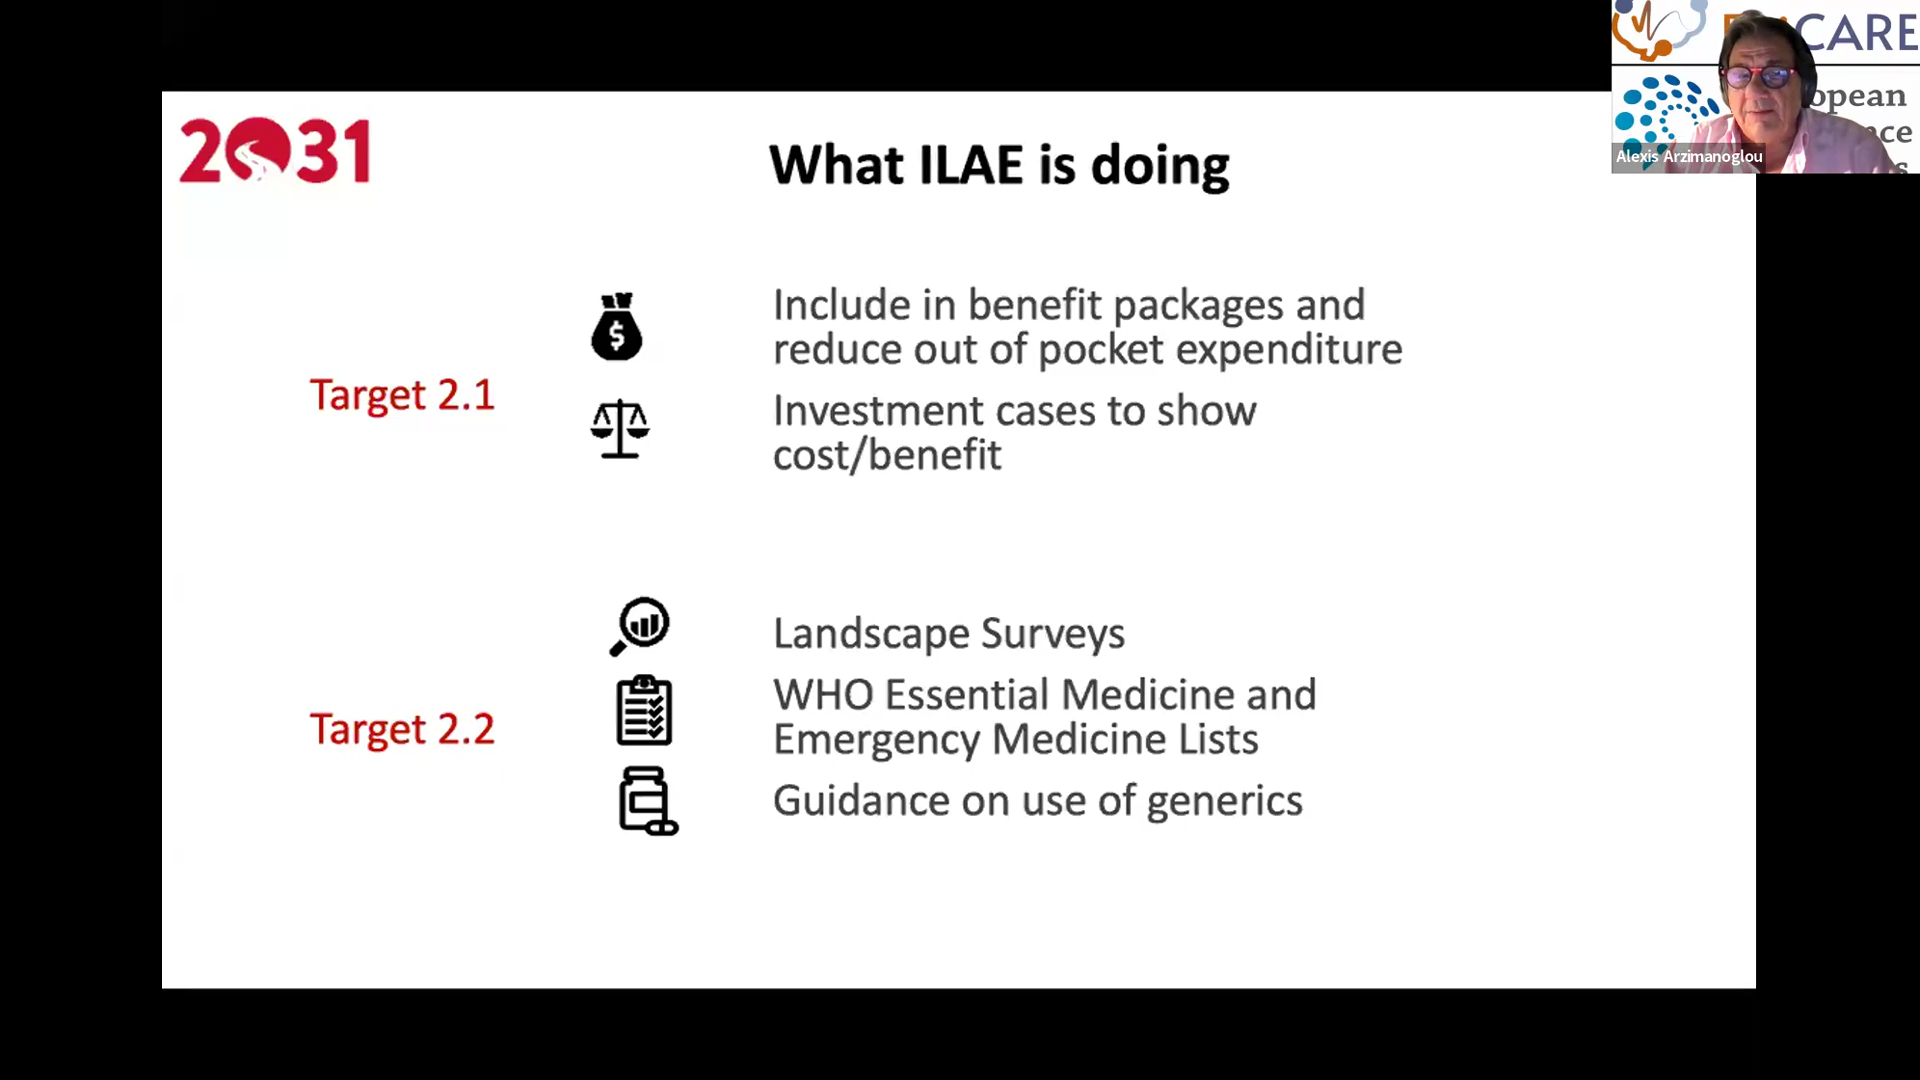 2031
What ILAE is doing
Target 2.1
$
Include in benefit packages and
reduce out of pocket expenditure
Investment cases to show
cost/benefit
Target 2.2
Landscape Surveys
WHO Essential Medicine and
Emergency Medicine Lists
Guidance on use of generics
CARE
opean
Alexis Arzimanoglou